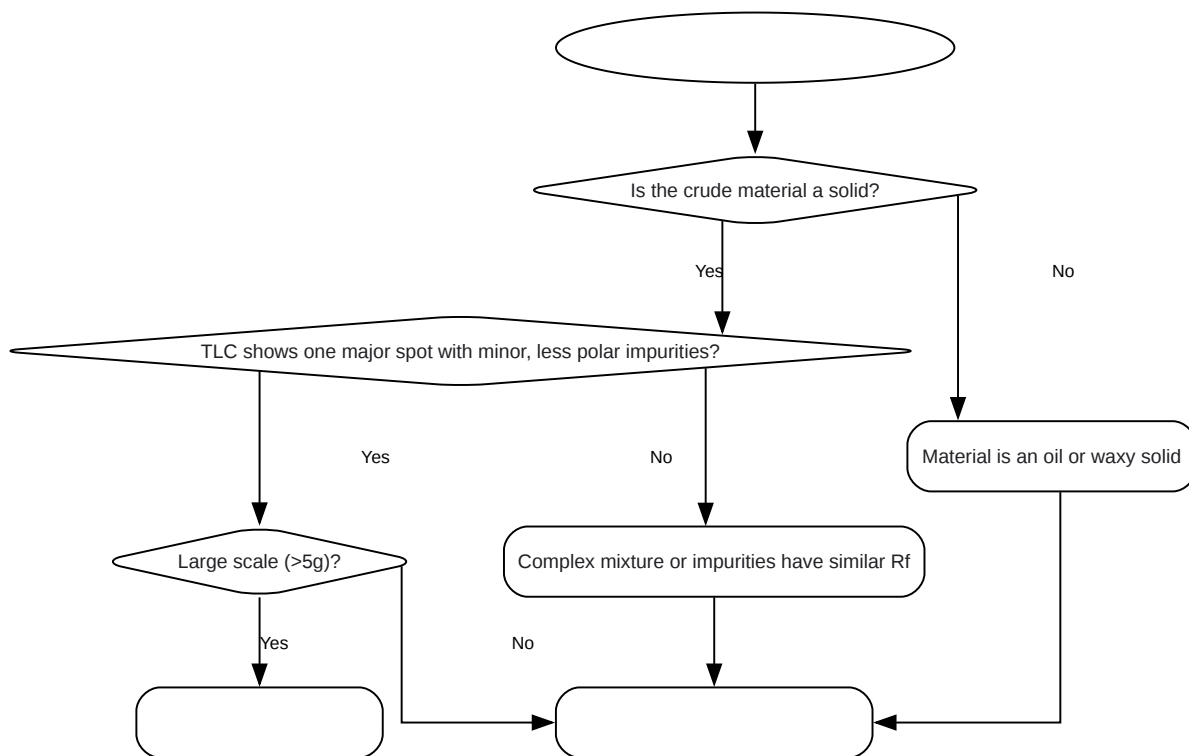 Is the crude material a solid?
Yes
No
TLC shows one major spot with minor, less polar impurities?
Yes
No
Material is an oil or waxy solid
Large scale (>5g)?
Complex mixture or impurities have similar Rf
Yes
No